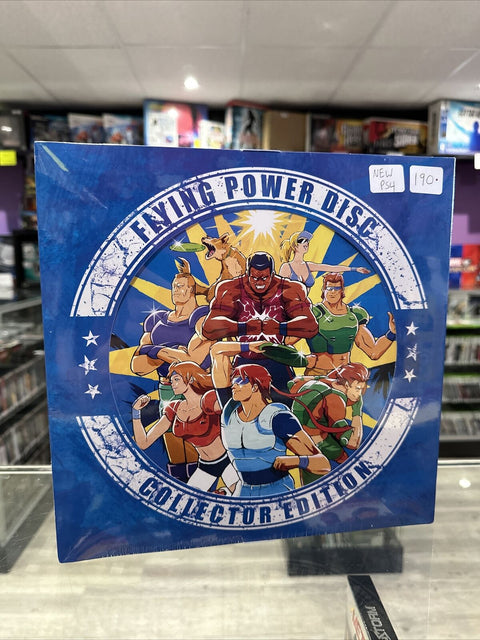 FLYING POWER DISC
NEW
PS4
190.
COLLECTOR EDITION